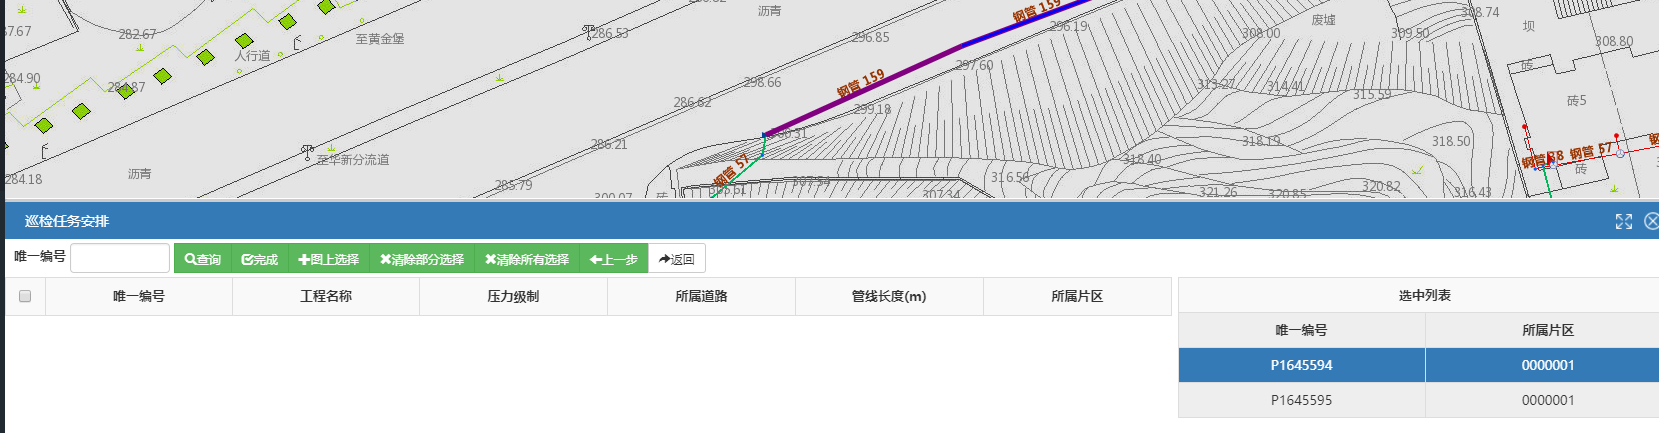 286.62
沥青
钢管 159
308.74
废墟
坝
296.19
287.67
282.67
286.53
至黄金堡
296.85
308.00
309.50
308.80
人行道
297.60
砖
284.90
284.87
298.66
钢管 159
313.27
314.41
315.59
砖5
286.62
299.18
286.21
318.19
318.50
至华新分流道
318.40
钢管 57
284.18
沥青
285.79
钢管 57
316.56
砖
307.34
321.26
320.85
320.82
316.43
砖
巡检任务安排
唯一编号
查询
完成
图上选择
清除部分选择
清除所有选择
上一步
返回
唯一编号
工程名称
压力级制
所属道路
管线长度(m)
所属片区
选中列表
唯一编号
所属片区
P1645594
0000001
P1645595
0000001